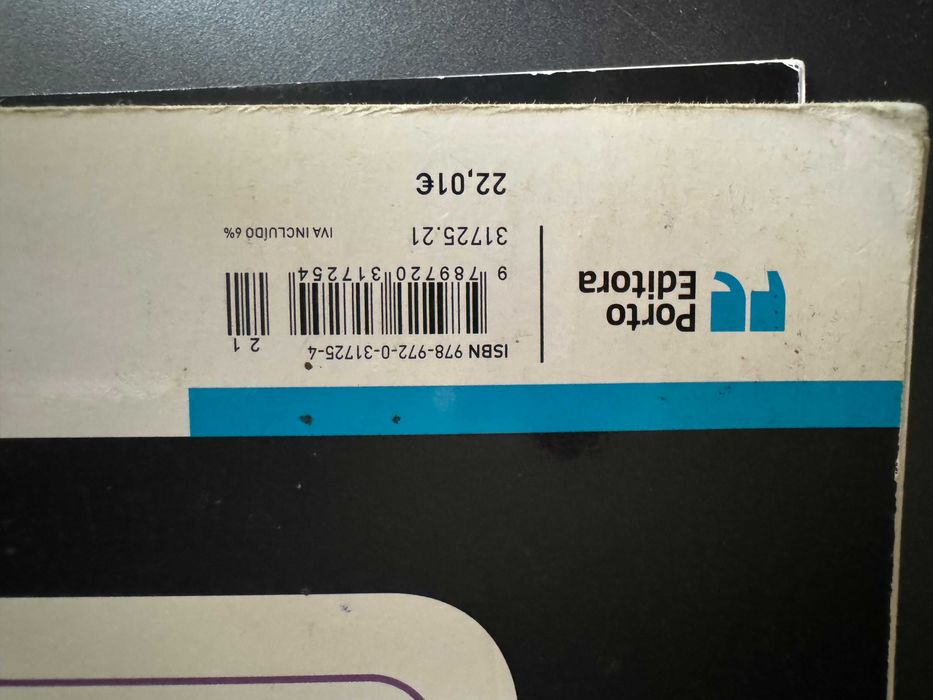 Porto
Editora
ISBN 978-972-0-31725-4
2 1
9 789720 317254
31725.21
IVA INCLUÍDO 6%
22,01€